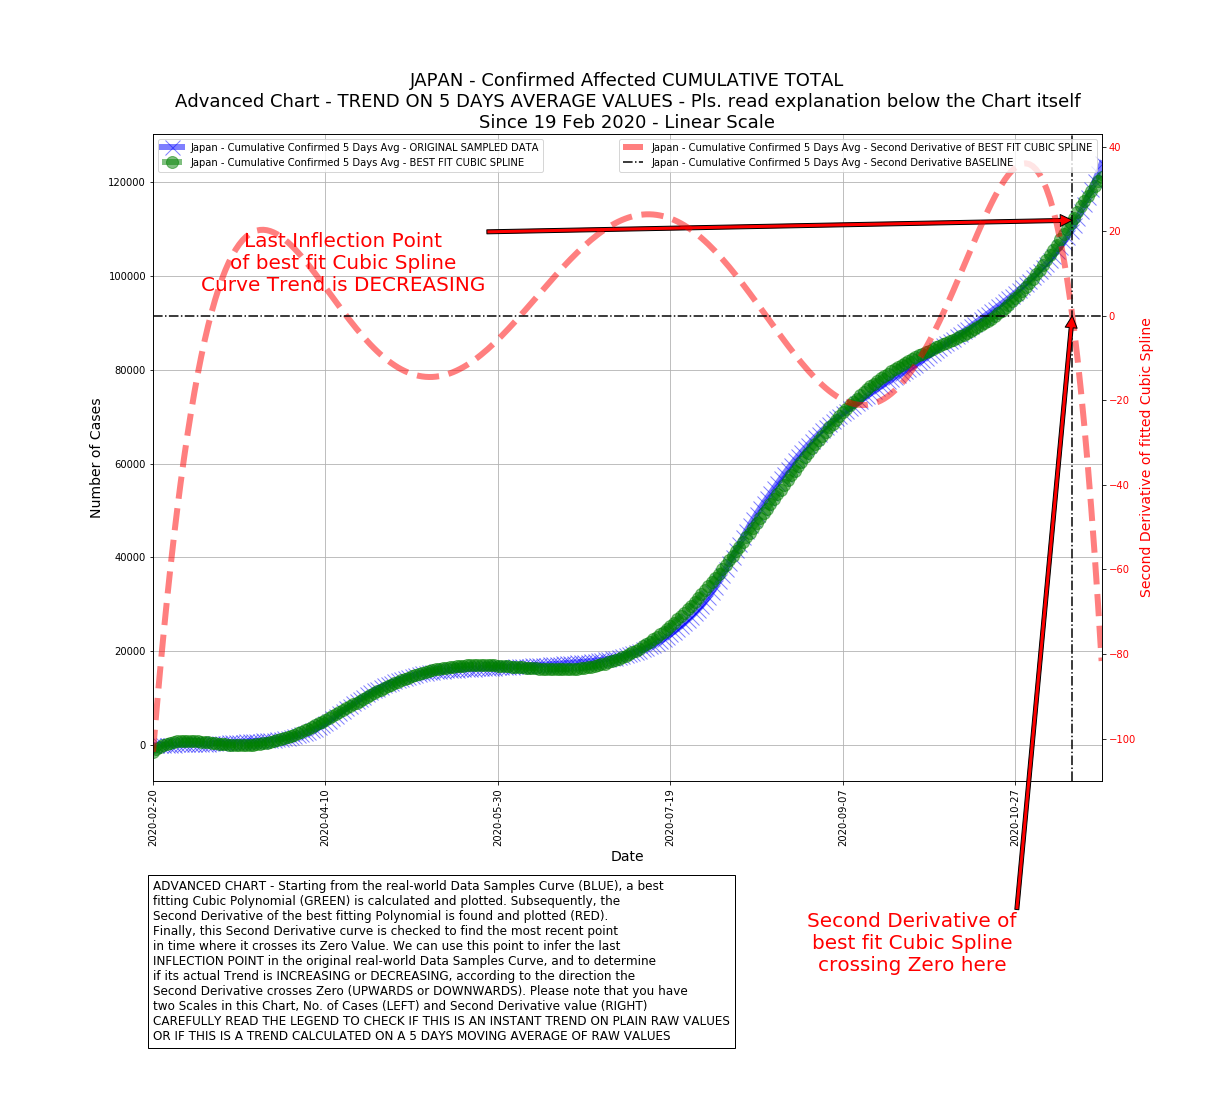 JAPAN - Confirmed Affected CUMULATIVE TOTAL
Advanced Chart - TREND ON 5 DAYS AVERAGE VALUES - Pls. read explanation below the Chart itself
Since 19 Feb 2020 - Linear Scale
Japan - Cumulative Confirmed 5 Days Avg - ORIGINAL SAMPLED DATA
Japan - Cumulative Confirmed 5 Days Avg - BEST FIT CUBIC SPLINE
Japan - Cumulative Confirmed 5 Days Avg - Second Derivative of BEST FIT CUBIC SPLINE
Japan - Cumulative Confirmed 5 Days Avg - Second Derivative BASELINE
Last Inflection Point
of best fit Cubic Spline
Curve Trend is DECREASING
Number of Cases
120000
100000
80000
60000
40000
20000
0
40
20
0
−20
−40
−60
−80
−100
Second Derivative of fitted Cubic Spline
2020-02-20
2020-04-10
2020-05-30
2020-07-19
2020-09-07
2020-10-27
Date
ADVANCED CHART - Starting from the real-world Data Samples Curve (BLUE), a best
fitting Cubic Polynomial (GREEN) is calculated and plotted. Subsequently, the
Second Derivative of the best fitting Polynomial is found and plotted (RED).
Finally, this Second Derivative curve is checked to find the most recent point
in time where it crosses its Zero Value. We can use this point to infer the last
INFLECTION POINT in the original real-world Data Samples Curve, and to determine
if its actual Trend is INCREASING or DECREASING, according to the direction the
Second Derivative crosses Zero (UPWARDS or DOWNWARDS). Please note that you have
two Scales in this Chart, No. of Cases (LEFT) and Second Derivative value (RIGHT)
CAREFULLY READ THE LEGEND TO CHECK IF THIS IS AN INSTANT TREND ON PLAIN RAW VALUES
OR IF THIS IS A TREND CALCULATED ON A 5 DAYS MOVING AVERAGE OF RAW VALUES
Second Derivative of
best fit Cubic Spline
crossing Zero here